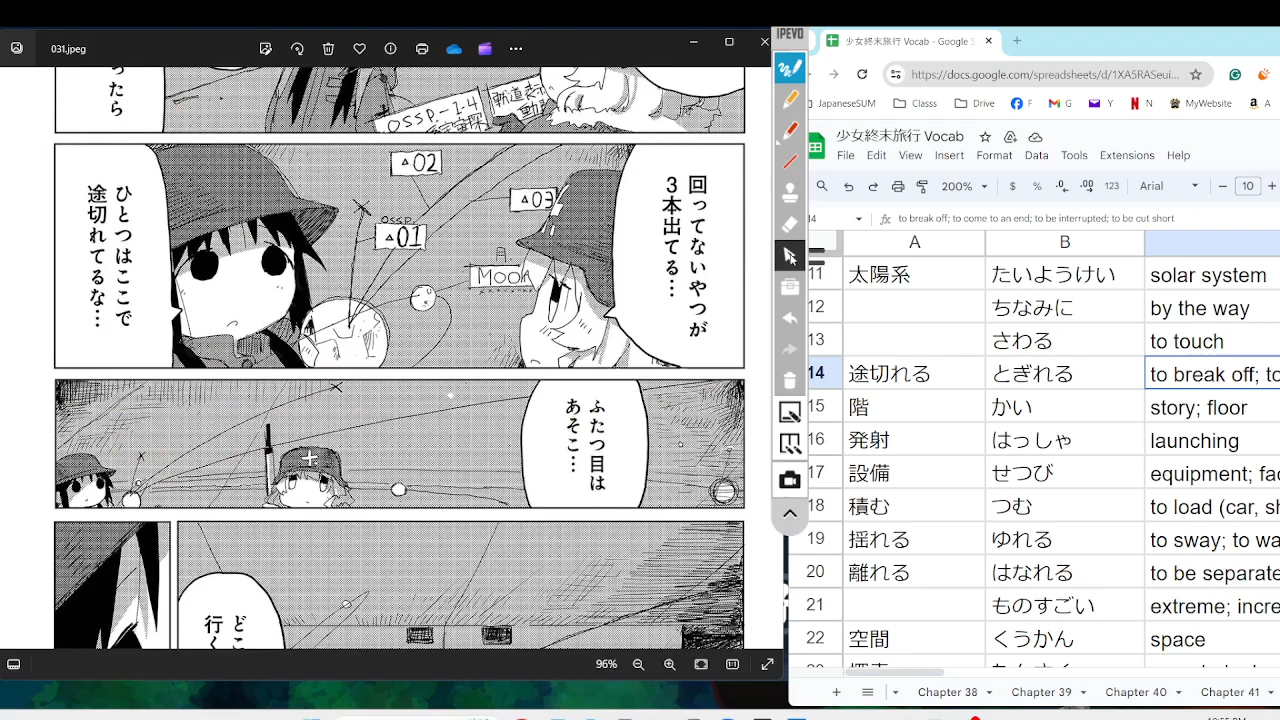 031.jpeg
ったら
OSSP-1.4
軌道
回ってないやつが
3本出てる…
02
03
OSSP
01
Moon
ひとつはここで
途切れてるな…
ふたつ目は
あそこ…
どこ
行く
96%
IPEVO
少女終末旅行 Vocab - Google S
https://docs.google.com/spreadsheets/d/1XA5RASeui...
JapaneseSUM
Classs
Drive
F
G
Y
N
MyWebsite
A
少女終末旅行 Vocab
File Edit View Insert Format Data Tools Extensions Help
200% $ % .0 .00 123 Arial 10
fx to break off; to come to an end; to be interrupted; to be cut short
A B
11 太陽系 たいようけい solar system
12 ちなみに by the way
13 さわる to touch
14 途切れる とぎれる to break off; to
15 階 かい story; floor
16 発射 はっしゃ launching
17 設備 せつび equipment; fac
18 積む つむ to load (car, sh
19 揺れる ゆれる to sway; to wa
20 離れる はなれる to be separate
21 ものすごい extreme; incre
22 空間 くうかん space
Chapter 38 Chapter 39 Chapter 40 Chapter 41